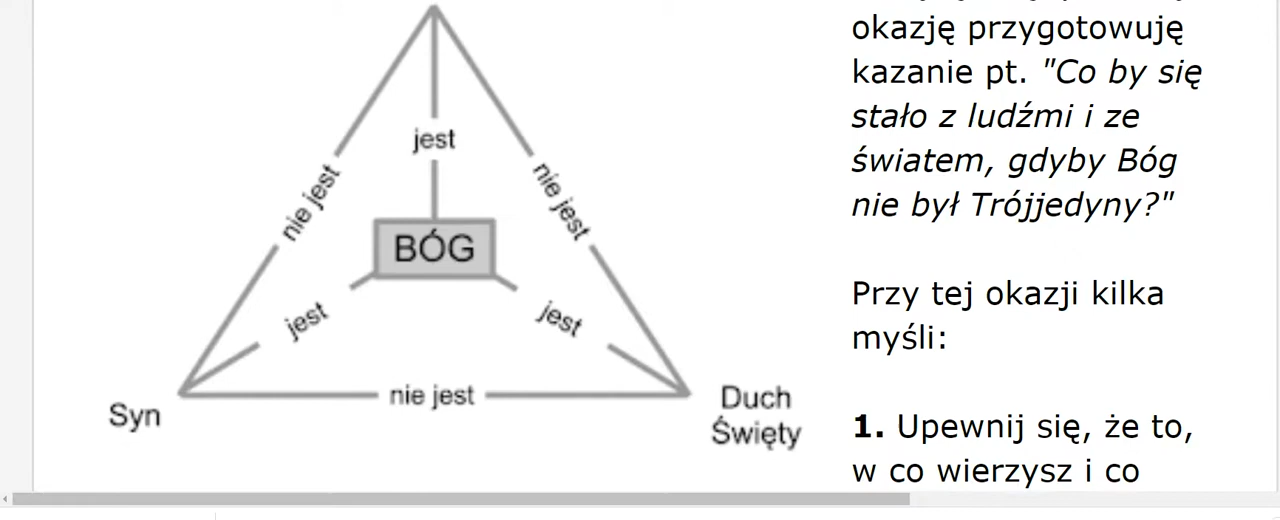 jest
nie jest
nie jest
BÓG
jest
jest
nie jest
Syn
Duch
Święty
okazję przygotowuję
kazanie pt. "Co by się
stało z ludźmi i ze
światem, gdyby Bóg
nie był Trójjedyny?"
Przy tej okazji kilka
myśli:
1. Upewnij się, że to,
w co wierzysz i co